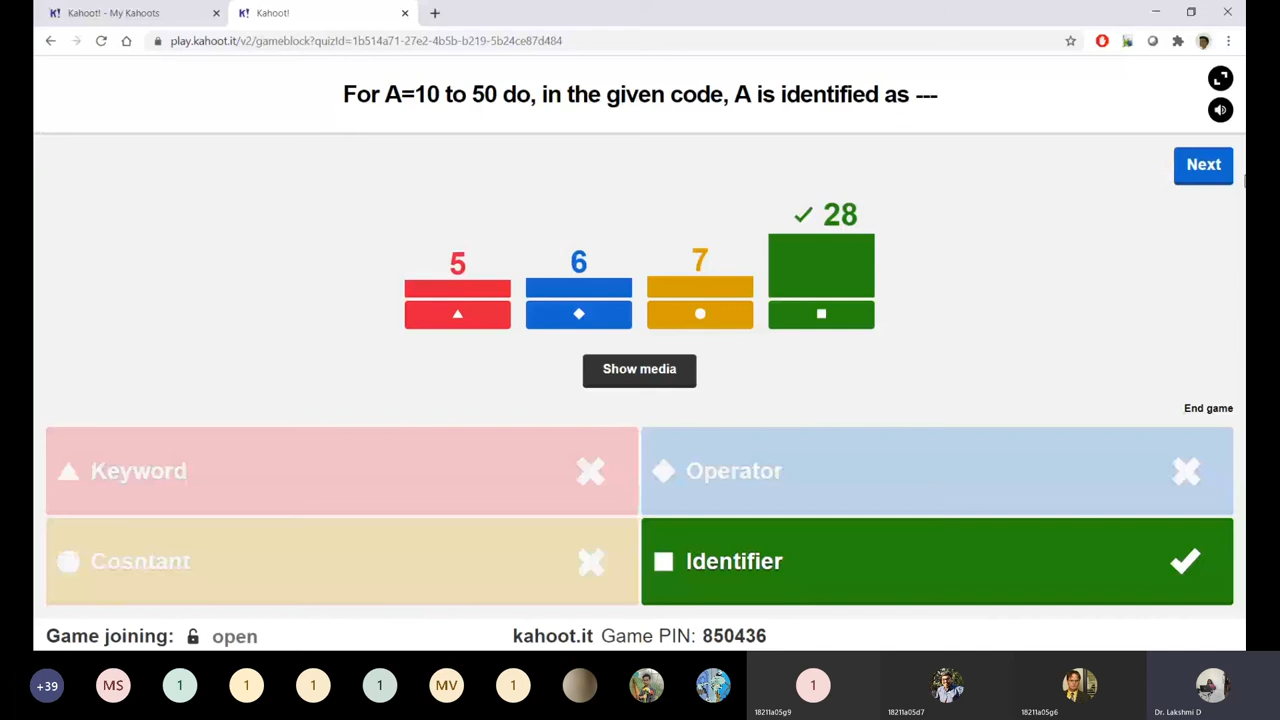 K! Kahoot! - My Kahoots
K! Kahoot!
play.kahoot.it/v2/gameblock?quizId=1b514a71-27e2-4b5b-b219-5b24ce87d484
For A=10 to 50 do, in the given code, A is identified as ---
Next
5
6
7
28
Show media
End game
Keyword
Operator
Cosntant
Identifier
Game joining: open
kahoot.it Game PIN: 850436
+39
MS
1
1
1
1
MV
1
1
18211a05g9
18211a05d7
18211a05g6
Dr. Lakshmi D